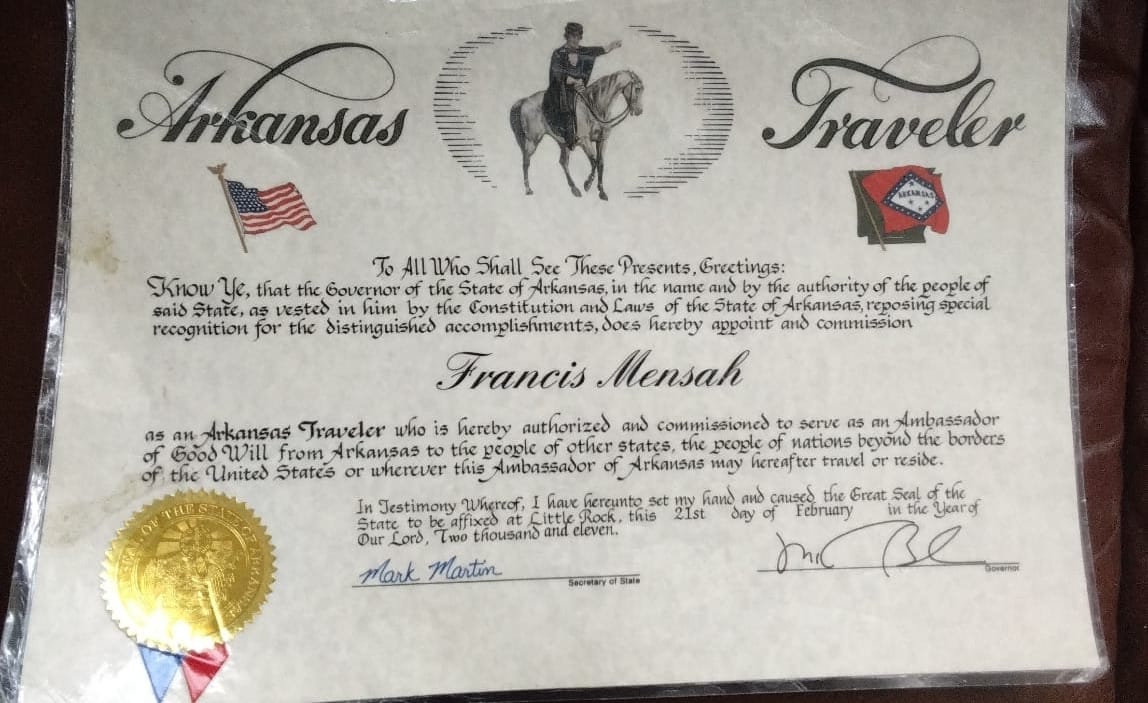 Arkansas Traveler
ARKANSAS
To All Who Shall See These Presents, Greetings:
Know Ye, that the Governor of the State of Arkansas, in the name and by the authority of the people of
said State, as vested in him by the Constitution and Laws of the State of Arkansas, reposing special
recognition for the distinguished accomplishments, does hereby appoint and commission
Francis Mensah
as an Arkansas Traveler who is hereby authorized and commissioned to serve as an Ambassador
of Good Will from Arkansas to the people of other states, the people of nations beyond the borders
of the United States or wherever this Ambassador of Arkansas may hereafter travel or reside.
In Testimony Whereof, I have hereunto set my hand and caused the Great Seal of the
State to be affixed at Little Rock, this 21st day of February in the Year of
Our Lord, Two thousand and eleven.
Mark Martin
Secretary of State
Governor
SEAL OF THE STATE OF ARKANSAS